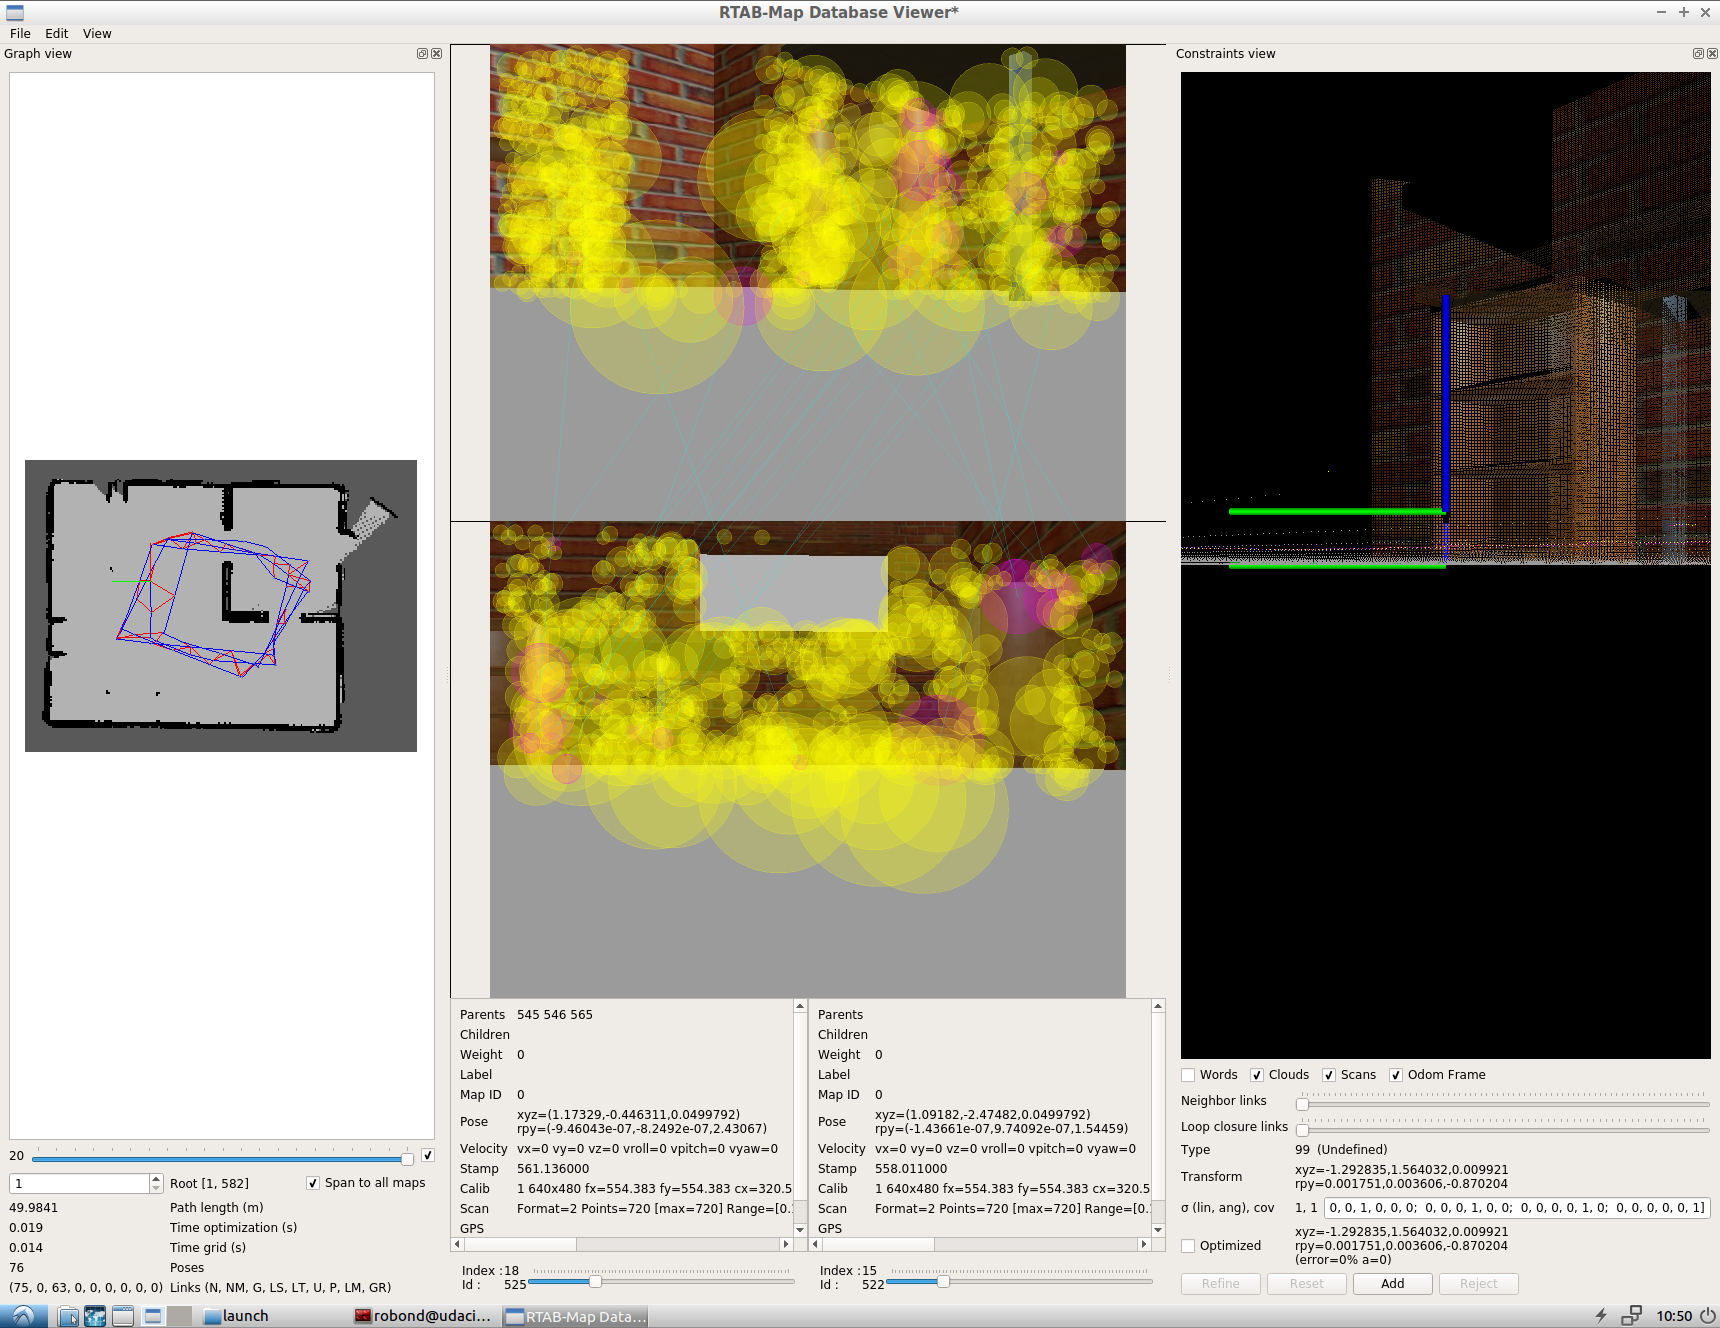 RTAB-Map Database Viewer*
File Edit View
Graph view
Constraints view
20
1
Root [1, 582]
Span to all maps
49.9841 Path length (m)
0.019 Time optimization (s)
0.014 Time grid (s)
76 Poses
(75, 0, 63, 0, 0, 0, 0, 0, 0) Links (N, NM, G, LS, LT, U, P, LM, GR)
Parents 545 546 565
Children
Weight 0
Label
Map ID 0
Pose xyz=(1.17329,-0.446311,0.0499792)
rpy=(-9.46043e-07,-8.2492e-07,2.43067)
Velocity vx=0 vy=0 vz=0 vroll=0 vpitch=0 vyaw=0
Stamp 561.136000
Calib 1 640x480 fx=554.383 fy=554.383 cx=320.5
Scan Format=2 Points=720 [max=720] Range=[0.
GPS
Index :18
Id : 525
Parents
Children
Weight 0
Label
Map ID 0
Pose xyz=(1.09182,-2.47482,0.0499792)
rpy=(-1.43661e-07,9.74092e-07,1.54459)
Velocity vx=0 vy=0 vz=0 vroll=0 vpitch=0 vyaw=0
Stamp 558.011000
Calib 1 640x480 fx=554.383 fy=554.383 cx=320.5
Scan Format=2 Points=720 [max=720] Range=[0.
GPS
Index :15
Id : 522
Words Clouds Scans Odom Frame
Neighbor links
Loop closure links
Type 99 (Undefined)
Transform xyz=-1.292835,1.564032,0.009921
rpy=0.001751,0.003606,-0.870204
σ (lin, ang), cov 1, 1 0, 0, 1, 0, 0, 0; 0, 0, 0, 1, 0, 0; 0, 0, 0, 0, 1, 0; 0, 0, 0, 0, 0, 1]
Optimized xyz=-1.292835,1.564032,0.009921
rpy=0.001751,0.003606,-0.870204
(error=0% a=0)
Refine Reset Add Reject
launch
robond@udaci...
RTAB-Map Data...
10:50